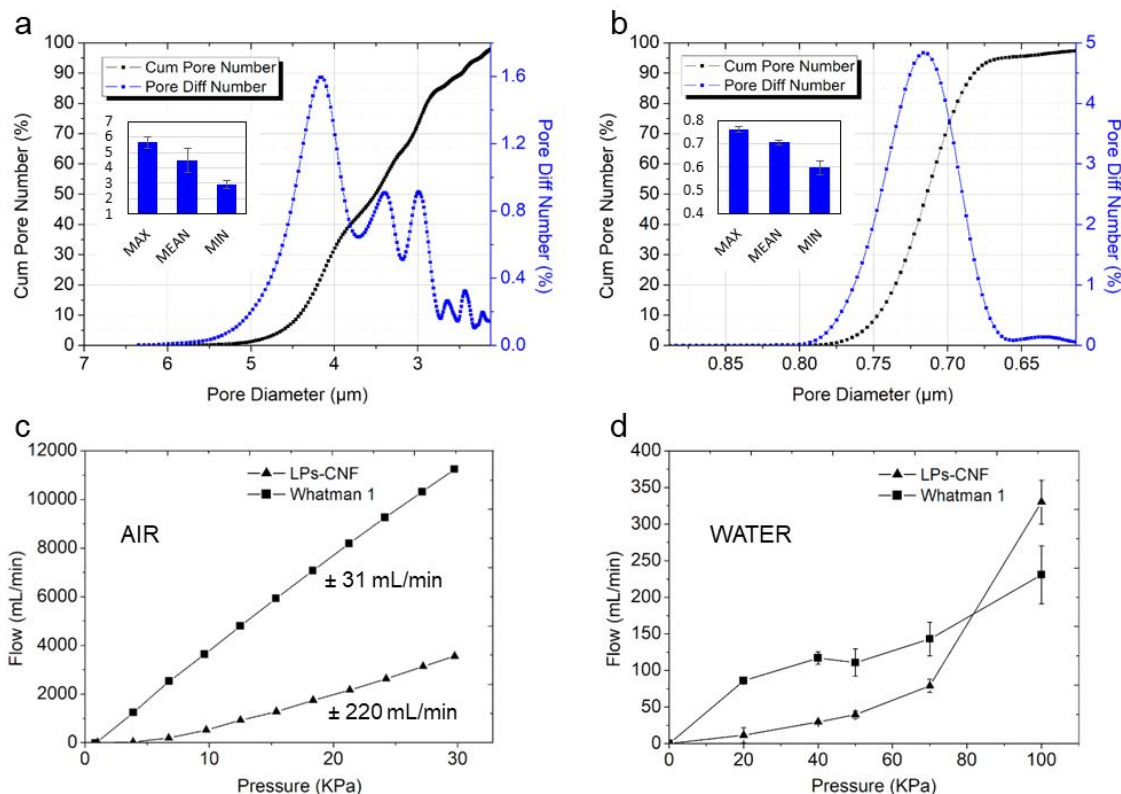 a
Cum Pore Number (%)
100
90
80
70
60
50
40
30
20
10
0
Cum Pore Number
Pore Diff Number
7
6
5
4
3
2
1
MAX
MEAN
MIN
1.6
1.2
0.8
0.4
0.0
Pore Diff Number (%)
7 6 5 4 3
Pore Diameter (µm)
b
Cum Pore Number (%)
100
90
80
70
60
50
40
30
20
10
0
Cum Pore Number
Pore Diff Number
0.8
0.7
0.6
0.5
0.4
MAX
MEAN
MIN
5
4
3
2
1
0
Pore Diff Number (%)
0.85 0.80 0.75 0.70 0.65
Pore Diameter (µm)
c
Flow (mL/min)
12000
10000
8000
6000
4000
2000
0
LPs-CNF
Whatman 1
AIR
± 31 mL/min
± 220 mL/min
0 10 20 30
Pressure (KPa)
d
Flow (mL/min)
400
350
300
250
200
150
100
50
0
LPs-CNF
Whatman 1
WATER
0 20 40 60 80 100
Pressure (KPa)